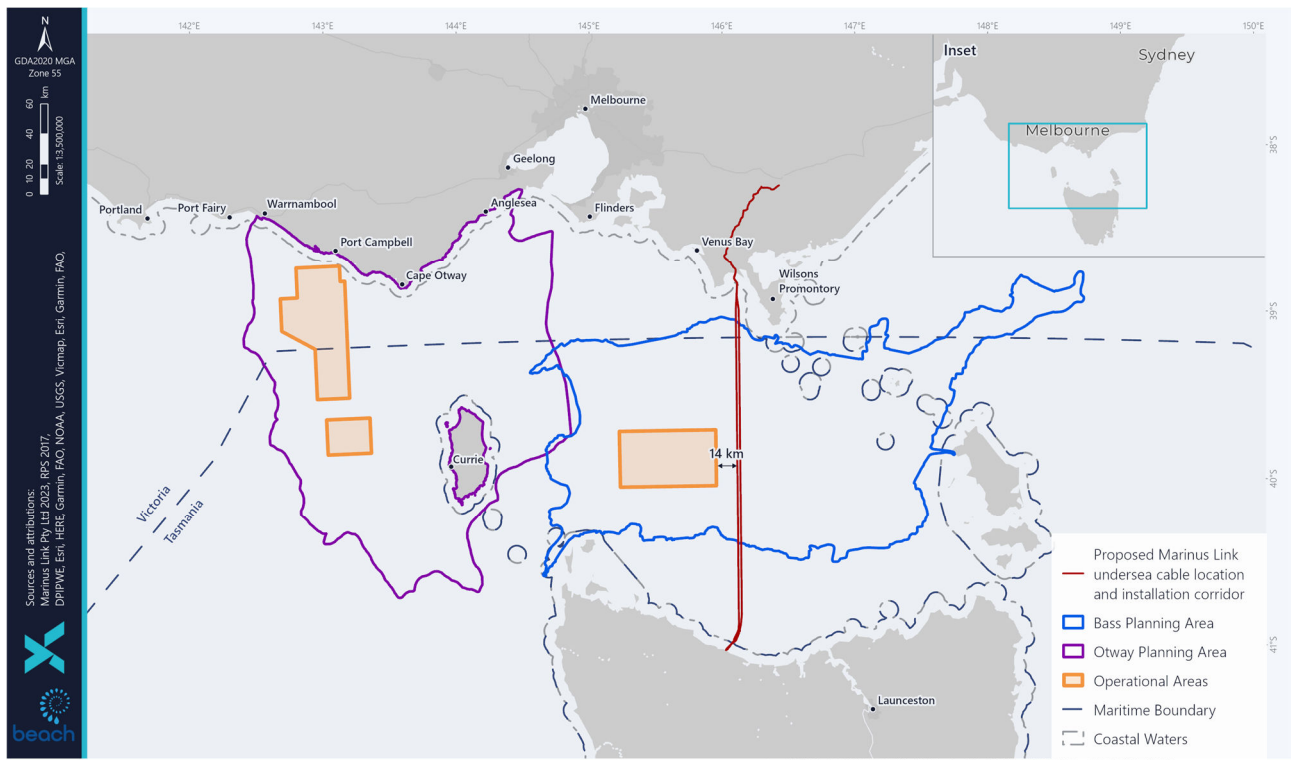 142°E
143°E
144°E
145°E
146°E
147°E
148°E
149°E
150°E
N
GDA2020 MGA
Zone 55
0 10 20 40 60
km
Scale: 1:3,500,000
Sources and attributions:
Marinus Link Pty Ltd 2023, RPS 2017,
DPIPWE, Esri, HERE, Garmin, FAO, NOAA, USGS, Vicmap, Esri, Garmin, FAO,
beach
Inset
Sydney
Melbourne
Melbourne
Geelong
Portland
Port Fairy
Warrnambool
Anglesea
Flinders
Port Campbell
Venus Bay
Cape Otway
Wilsons
Promontory
38°S
39°S
40°S
41°S
14 km
Currie
Victoria
Tasmania
Launceston
Proposed Marinus Link
undersea cable location
and installation corridor
Bass Planning Area
Otway Planning Area
Operational Areas
Maritime Boundary
Coastal Waters